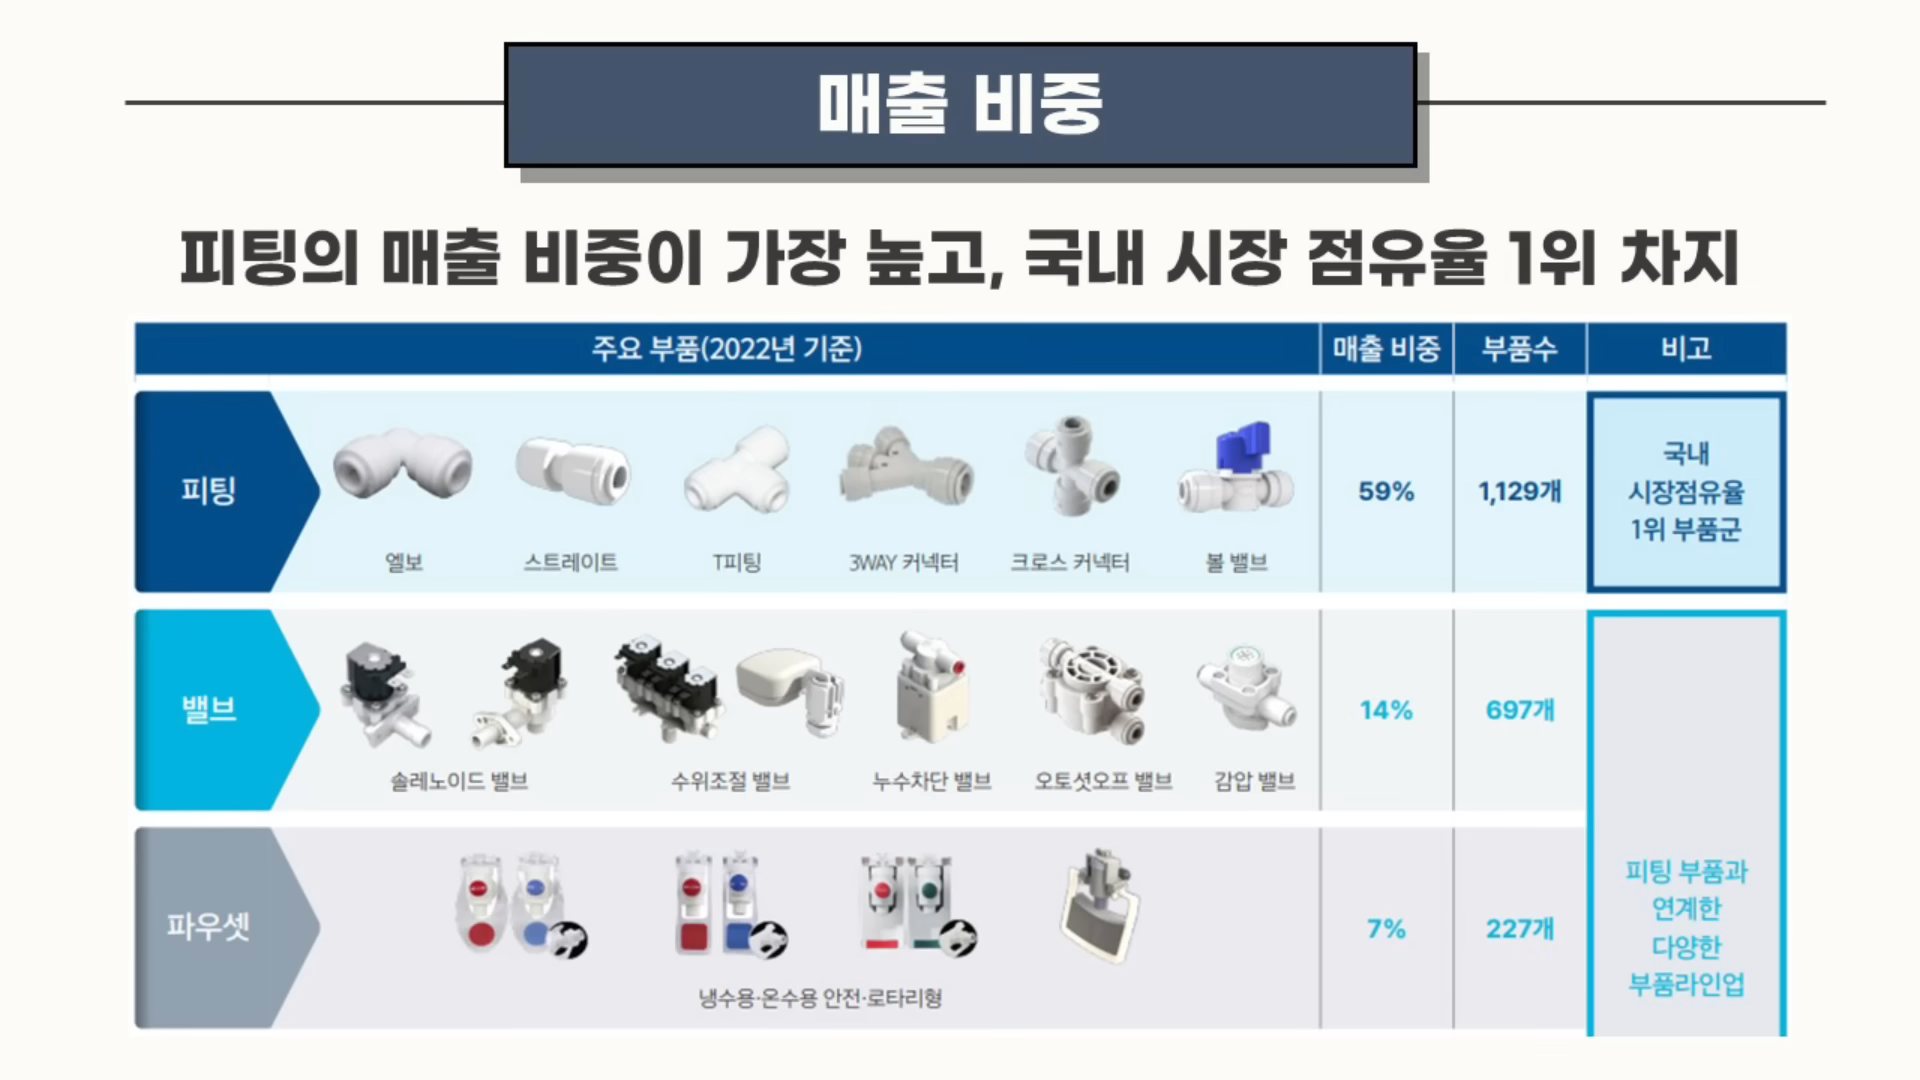 매출 비중
피팅의 매출 비중이 가장 높고, 국내 시장 점유율 1위 차지
주요 부품(2022년 기준) 매출 비중 부품수 비고
피팅
엘보 스트레이트 T피팅 3WAY 커넥터 크로스 커넥터 볼 밸브
59% 1,129개
국내
시장점유율
1위 부품군
밸브
솔레노이드 밸브 수위조절 밸브 누수차단 밸브 오토셧오프 밸브 감압 밸브
14% 697개
파우셋
냉수용·온수용 안전·로타리형
7% 227개
피팅 부품과
연계한
다양한
부품라인업